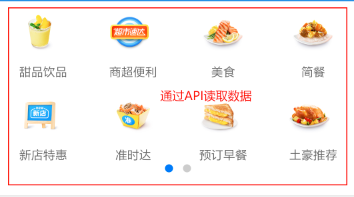 超市速达
甜品饮品 商超便利 美食 简餐
通过API读取数据
新店
新店特惠 准时达 预订早餐 土豪推荐